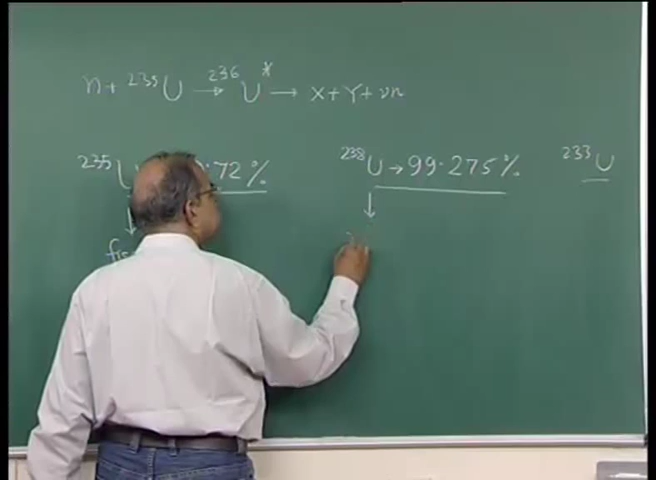 n + ²³⁵U → ²³⁶U* → X + Y + νn
²³⁵U ·72% ²³⁸U → 99·275% ²³³U
↓ ↓
fis